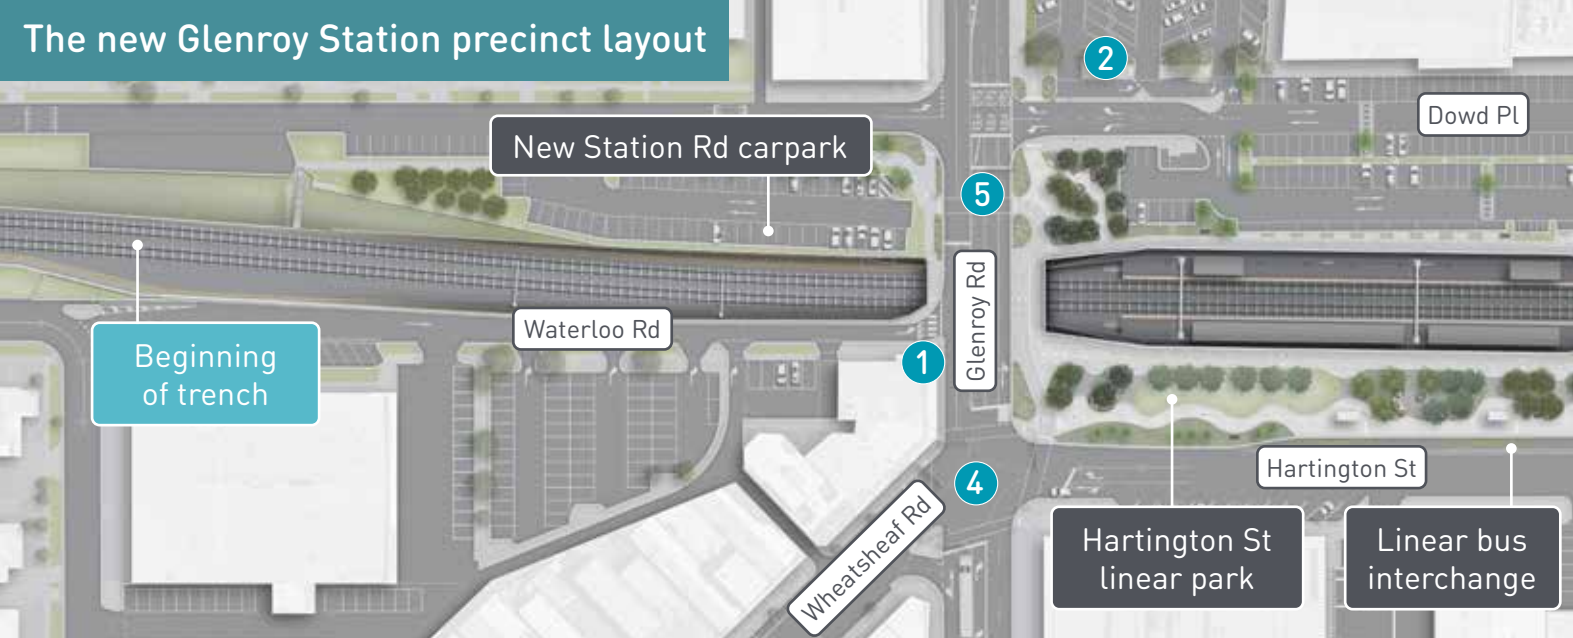 The new Glenroy Station precinct layout
2
Dowd Pl
New Station Rd carpark
5
Glenroy Rd
Waterloo Rd
Beginning
of trench
1
Hartington St
4
Wheatsheaf Rd
Hartington St
linear park
Linear bus
interchange